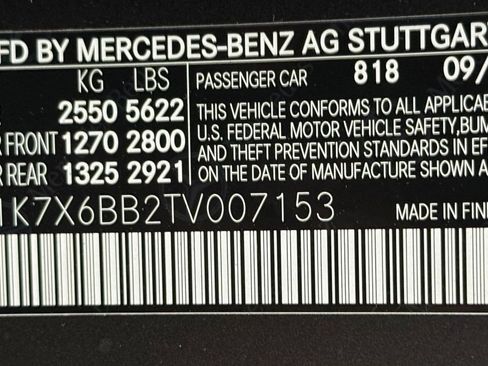 MFD BY MERCEDES-BENZ AG STUTTGAR
KG LBS
2550 5622
FRONT 1270 2800
REAR 1325 2921
PASSENGER CAR 818 09/
THIS VEHICLE CONFORMS TO ALL APPLICAB
U.S. FEDERAL MOTOR VEHICLE SAFETY, BUM
AND THEFT PREVENTION STANDARDS IN EF
THE DATE OF MANUFACTURE SHOWN A
1K7X6BB2TV007153
MADE IN FIN